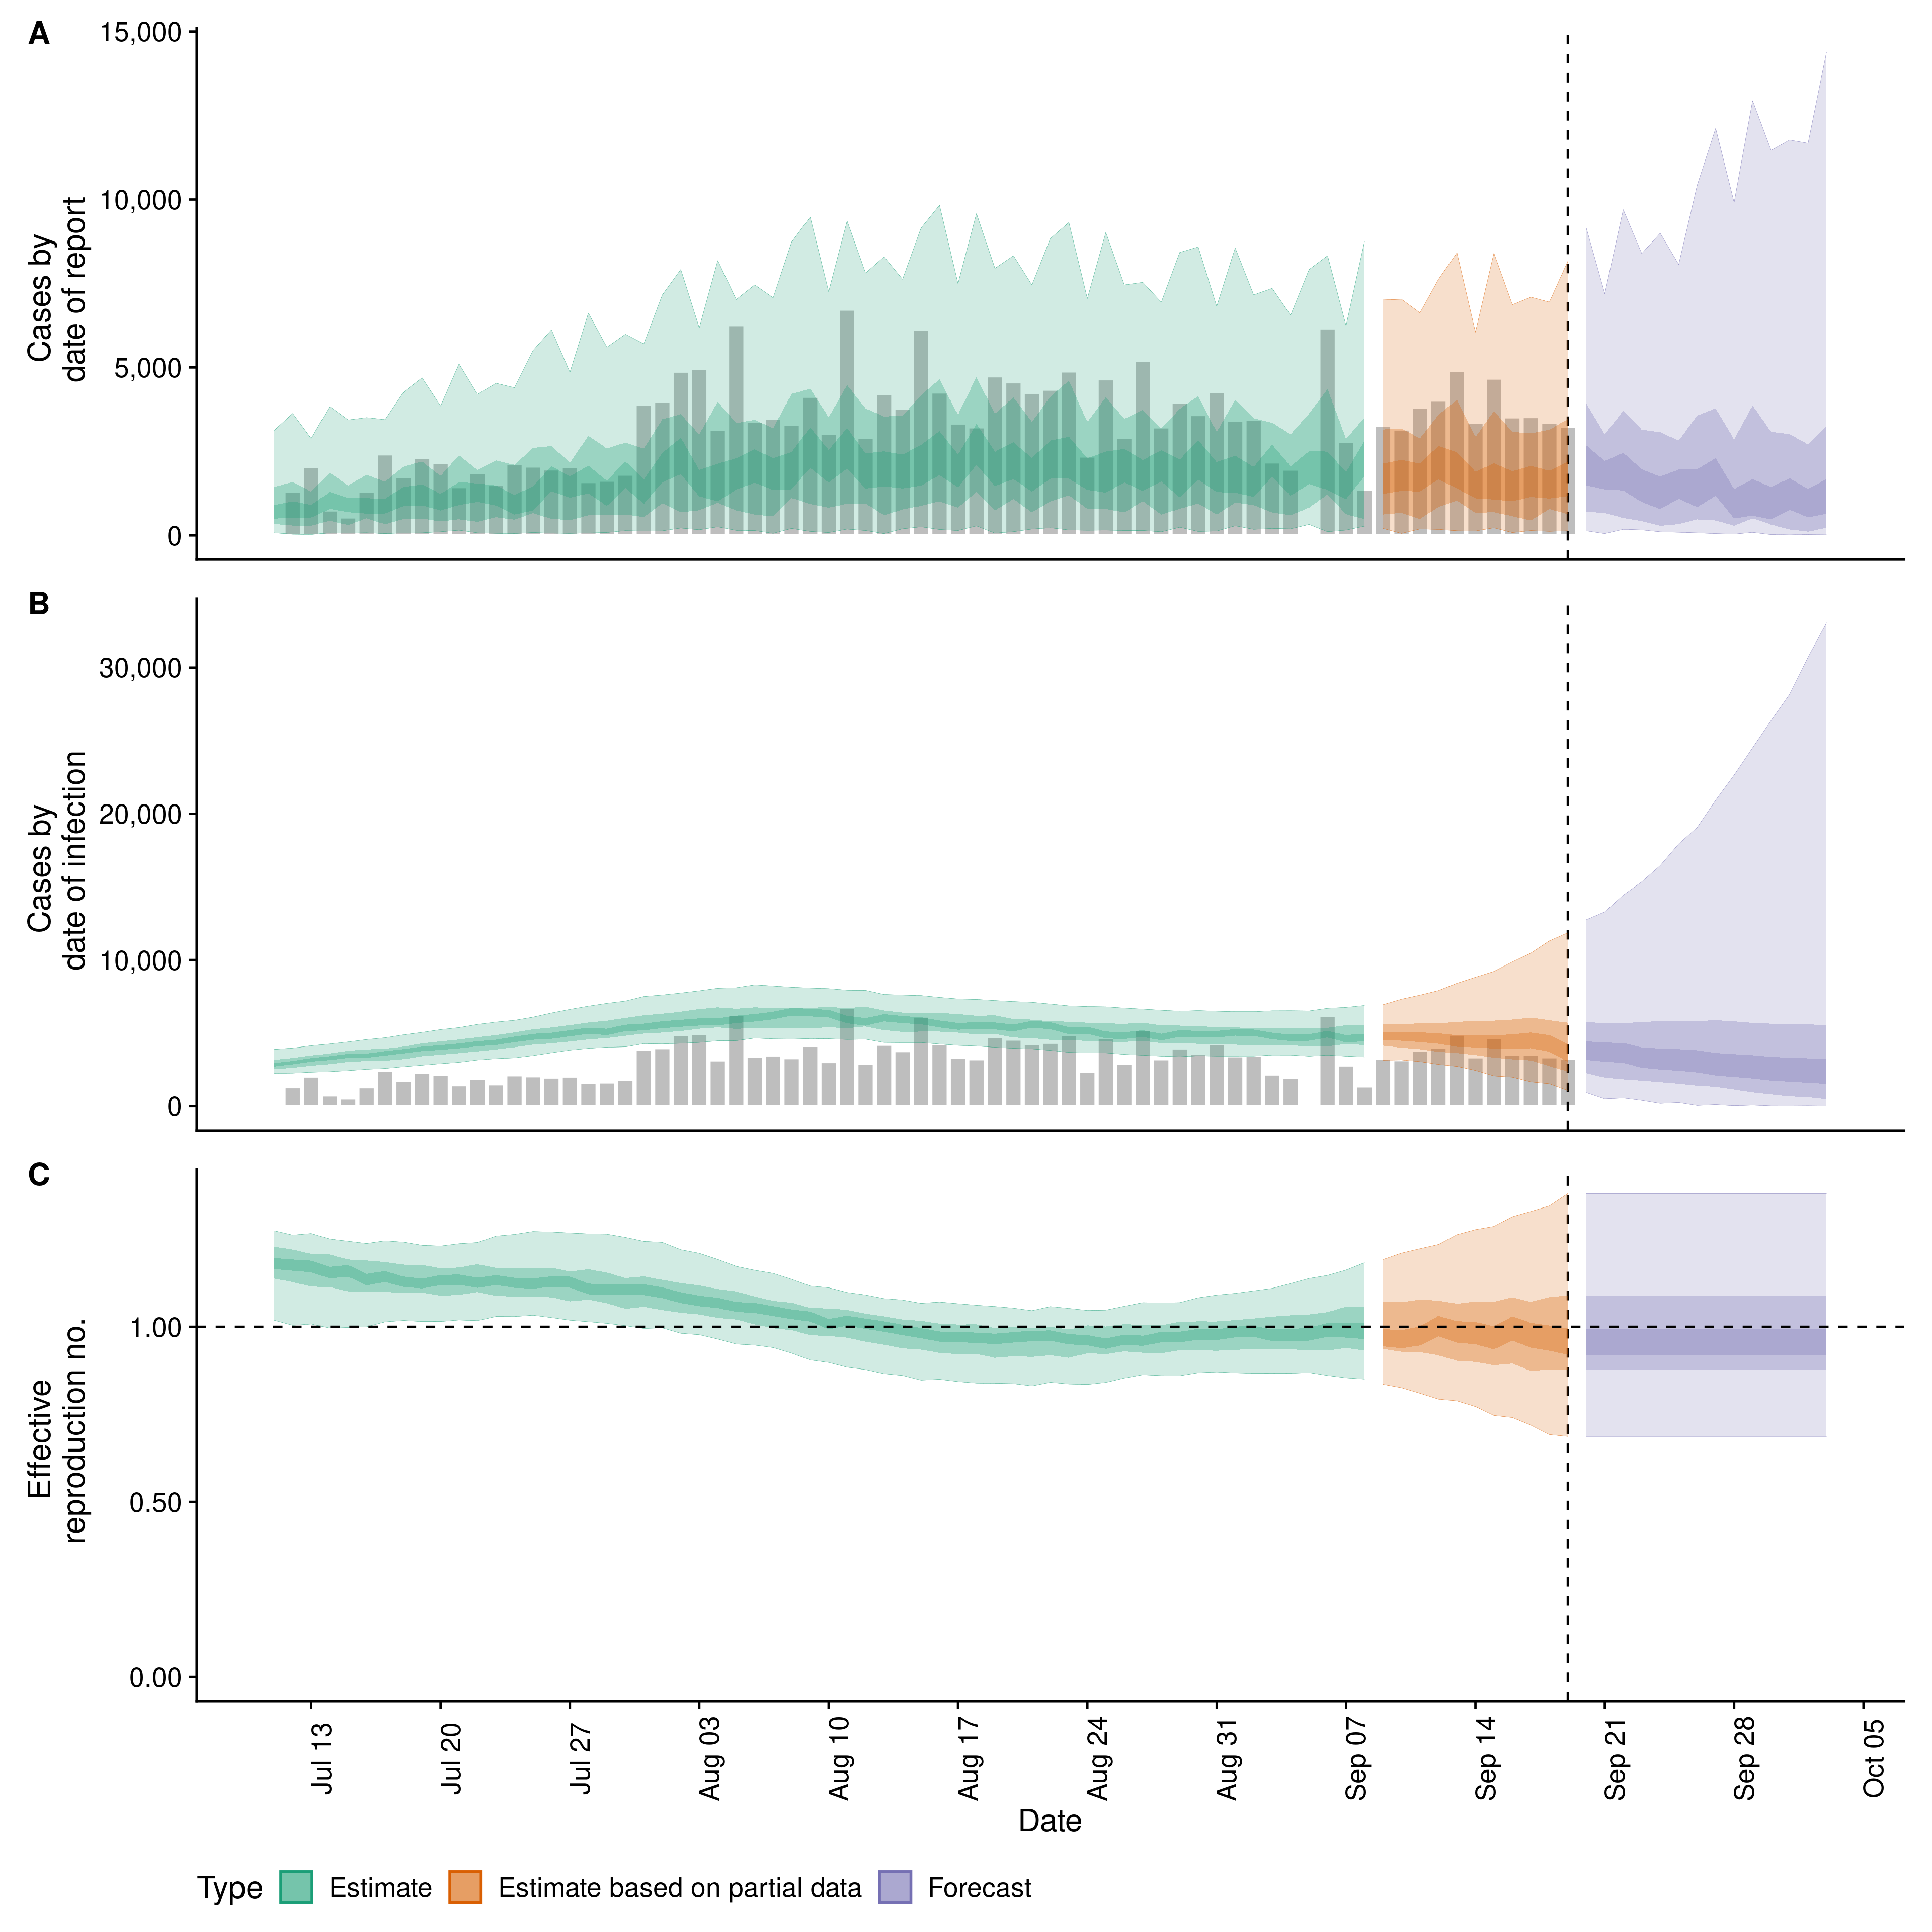 A
15,000
10,000
5,000
0
Cases by
date of report
B
30,000
20,000
10,000
0
Cases by
date of infection
C
1.00
0.50
0.00
Effective
reproduction no.
Jul 13
Jul 20
Jul 27
Aug 03
Aug 10
Aug 17
Aug 24
Aug 31
Sep 07
Sep 14
Sep 21
Sep 28
Oct 05
Date
Type Estimate Estimate based on partial data Forecast